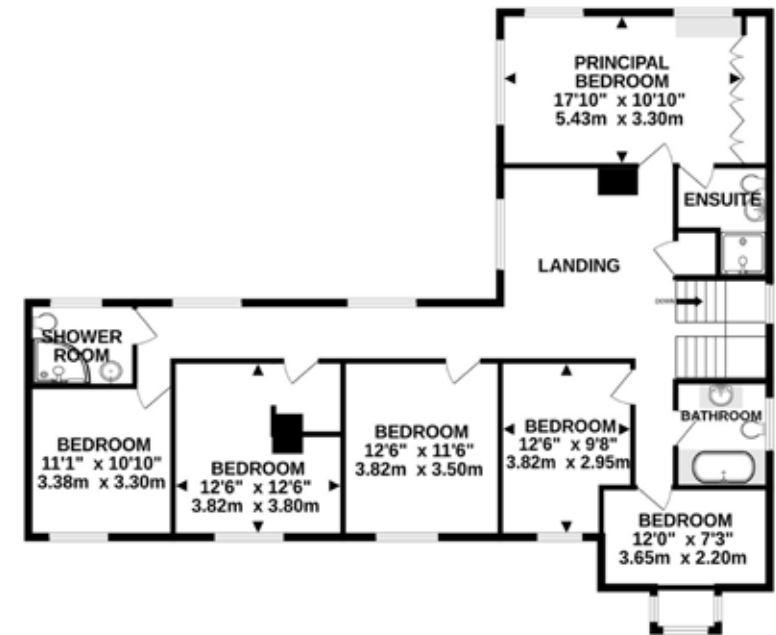 PRINCIPAL
BEDROOM
17'10" x 10'10"
5.43m x 3.30m
ENSUITE
LANDING
DOWN
SHOWER
ROOM
BATHROOM
BEDROOM
11'1" x 10'10"
3.38m x 3.30m
BEDROOM
12'6" x 12'6"
3.82m x 3.80m
BEDROOM
12'6" x 11'6"
3.82m x 3.50m
BEDROOM
12'6" x 9'8"
3.82m x 2.95m
BEDROOM
12'0" x 7'3"
3.65m x 2.20m